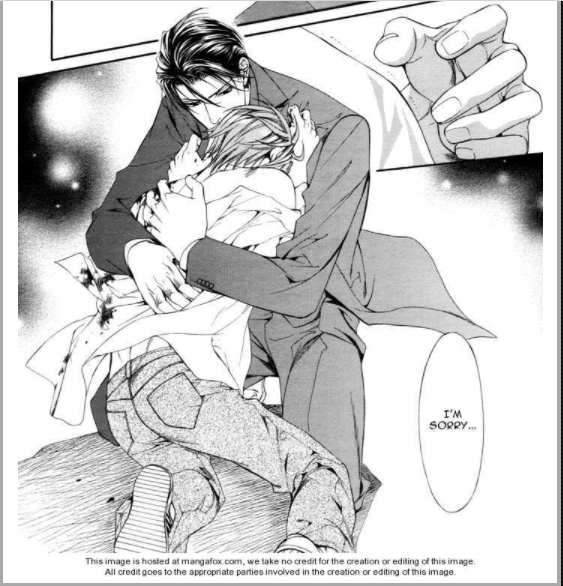 I'M
SORRY...
This image is hosted at mangafox.com, we take no credit for the creation or editing of this image.
All credit goes to the appropriate parties involved in the creation or editing of this image.